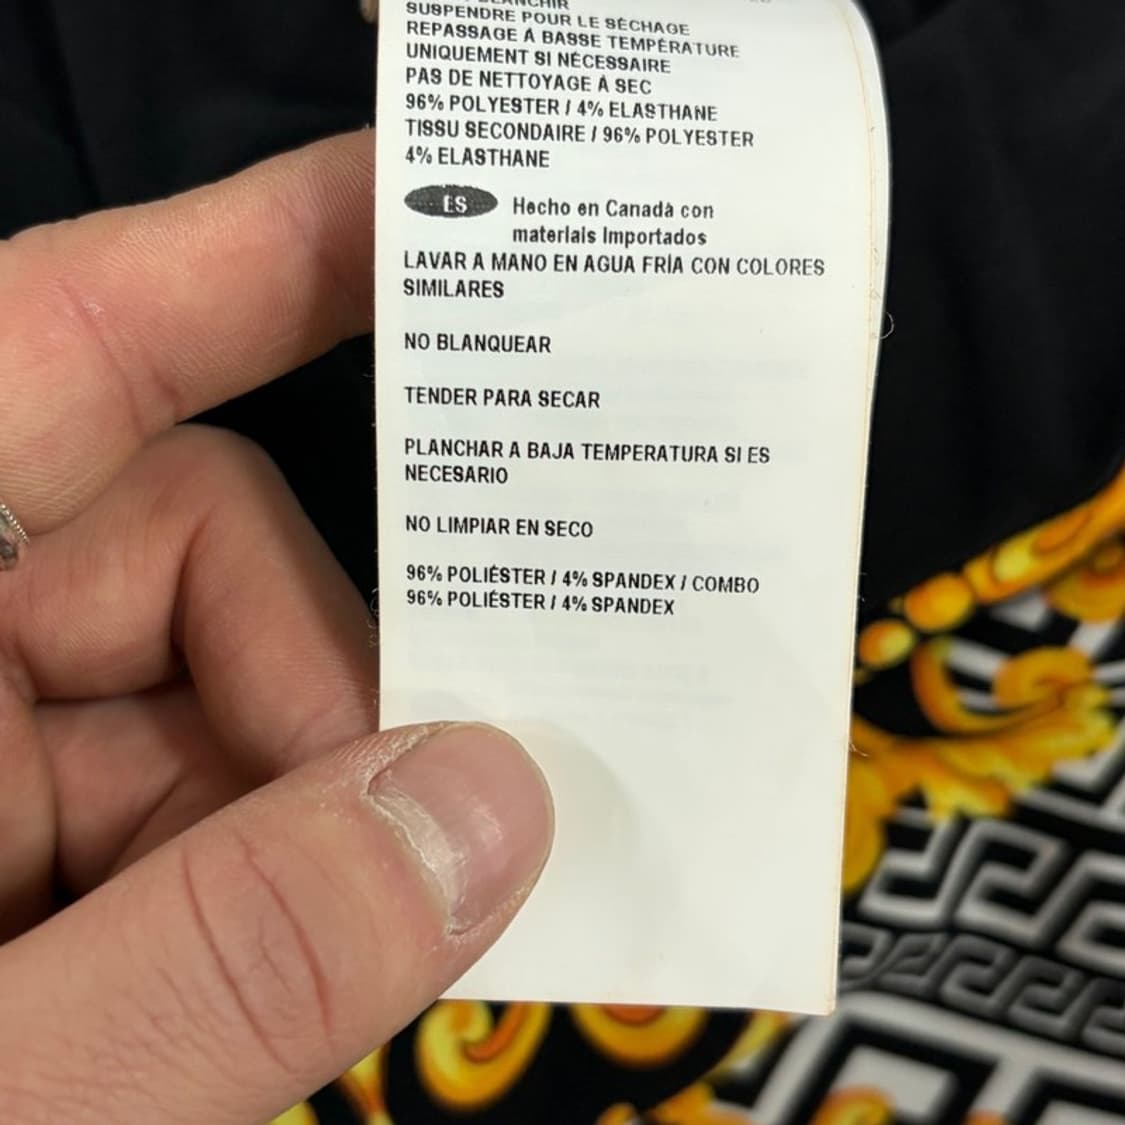 BLANCHIR
SUSPENDRE POUR LE SÉCHAGE
REPASSAGE À BASSE TEMPÉRATURE
UNIQUEMENT SI NÉCESSAIRE
PAS DE NETTOYAGE À SEC
96% POLYESTER / 4% ELASTHANE
TISSU SECONDAIRE / 96% POLYESTER
4% ELASTHANE
ES Hecho en Canadà con
materiais Importados
LAVAR A MANO EN AGUA FRÍA CON COLORES
SIMILARES
NO BLANQUEAR
TENDER PARA SECAR
PLANCHAR A BAJA TEMPERATURA SI ES
NECESARIO
NO LIMPIAR EN SECO
96% POLIÉSTER / 4% SPANDEX / COMBO
96% POLIÉSTER / 4% SPANDEX